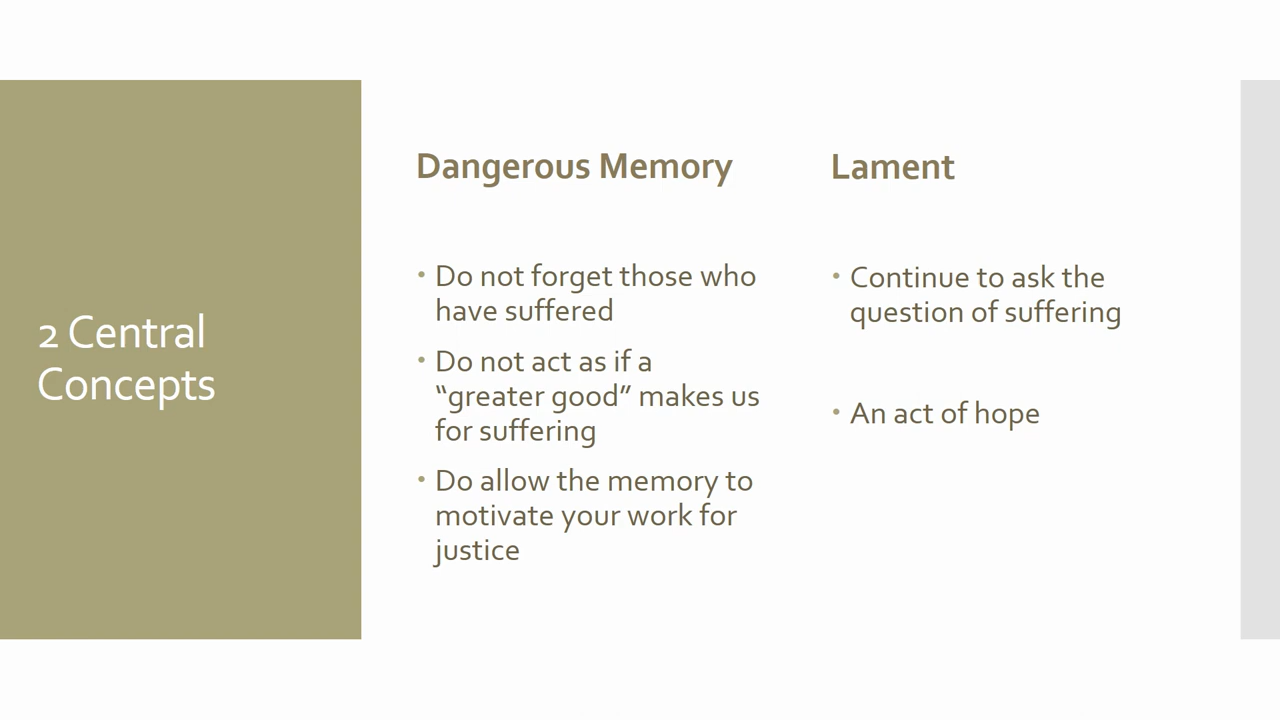 2 Central
Concepts
Dangerous Memory
• Do not forget those who
have suffered
• Do not act as if a
“greater good” makes us
for suffering
• Do allow the memory to
motivate your work for
justice
Lament
• Continue to ask the
question of suffering
• An act of hope